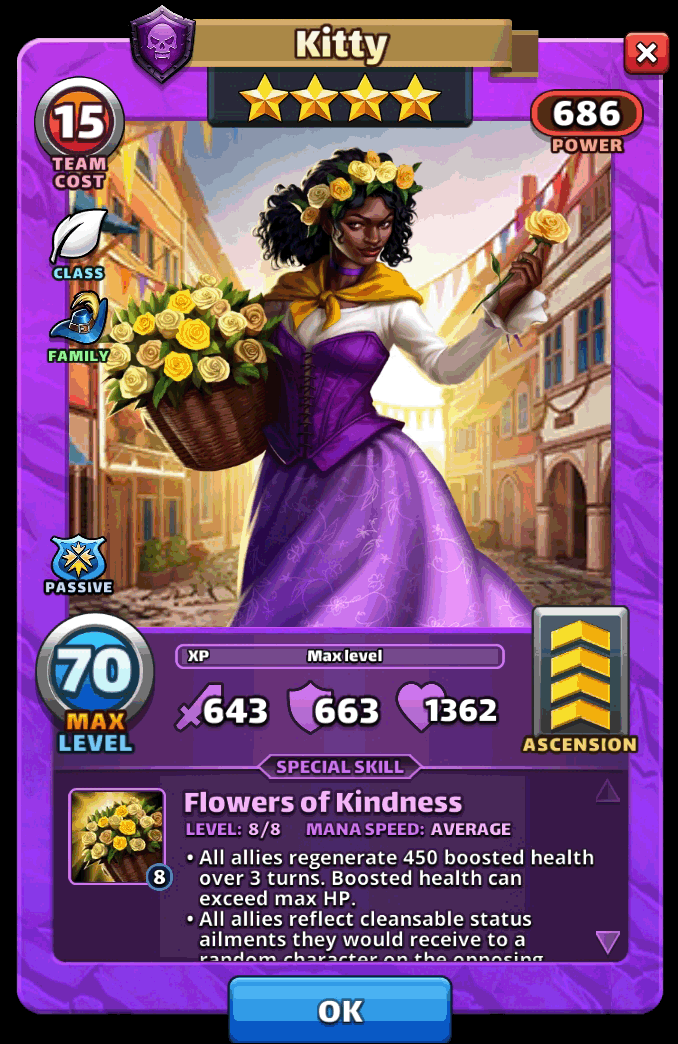 Kitty
15
TEAM
COST
686
POWER
CLASS
FAMILY
PASSIVE
70
MAX
LEVEL
XP Max level
643 663 1362
ASCENSION
SPECIAL SKILL
Flowers of Kindness
LEVEL: 8/8 MANA SPEED: AVERAGE
8
• All allies regenerate 450 boosted health
over 3 turns. Boosted health can
exceed max HP.
• All allies reflect cleansable status
ailments they would receive to a
random character on the opposing
OK